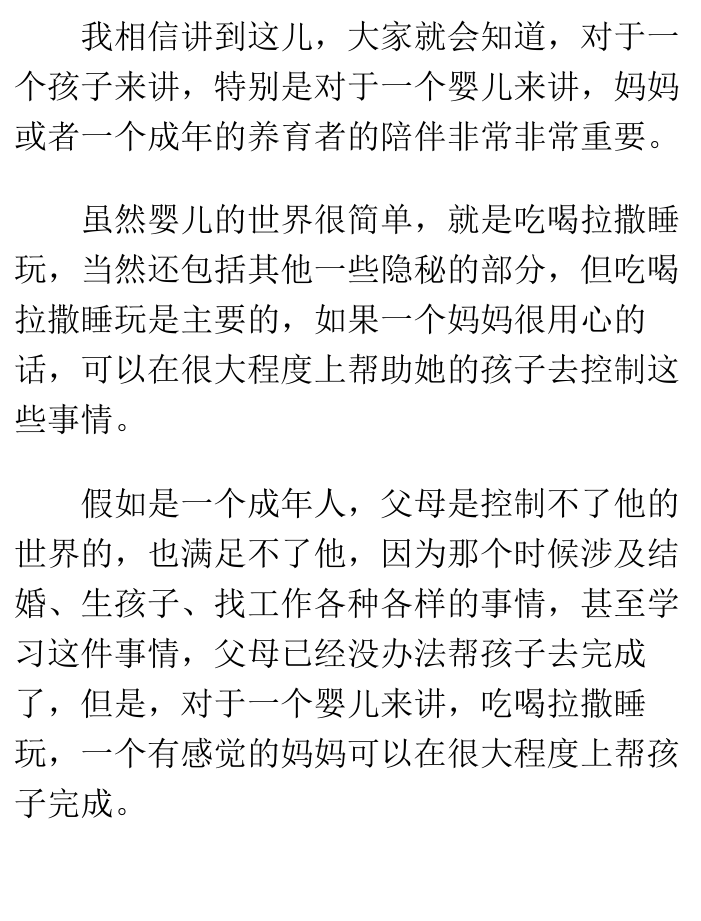 我相信讲到这儿，大家就会知道，对于一
个孩子来讲，特别是对于一个婴儿来讲，妈妈
或者一个成年的养育者的陪伴非常非常重要。
虽然婴儿的世界很简单，就是吃喝拉撒睡
玩，当然还包括其他一些隐秘的部分，但吃喝
拉撒睡玩是主要的，如果一个妈妈很用心的
话，可以在很大程度上帮助她的孩子去控制这
些事情。
假如是一个成年人，父母是控制不了他的
世界的，也满足不了他，因为那个时候涉及结
婚、生孩子、找工作各种各样的事情，甚至学
习这件事情，父母已经没办法帮孩子去完成
了，但是，对于一个婴儿来讲，吃喝拉撒睡
玩，一个有感觉的妈妈可以在很大程度上帮孩
子完成。